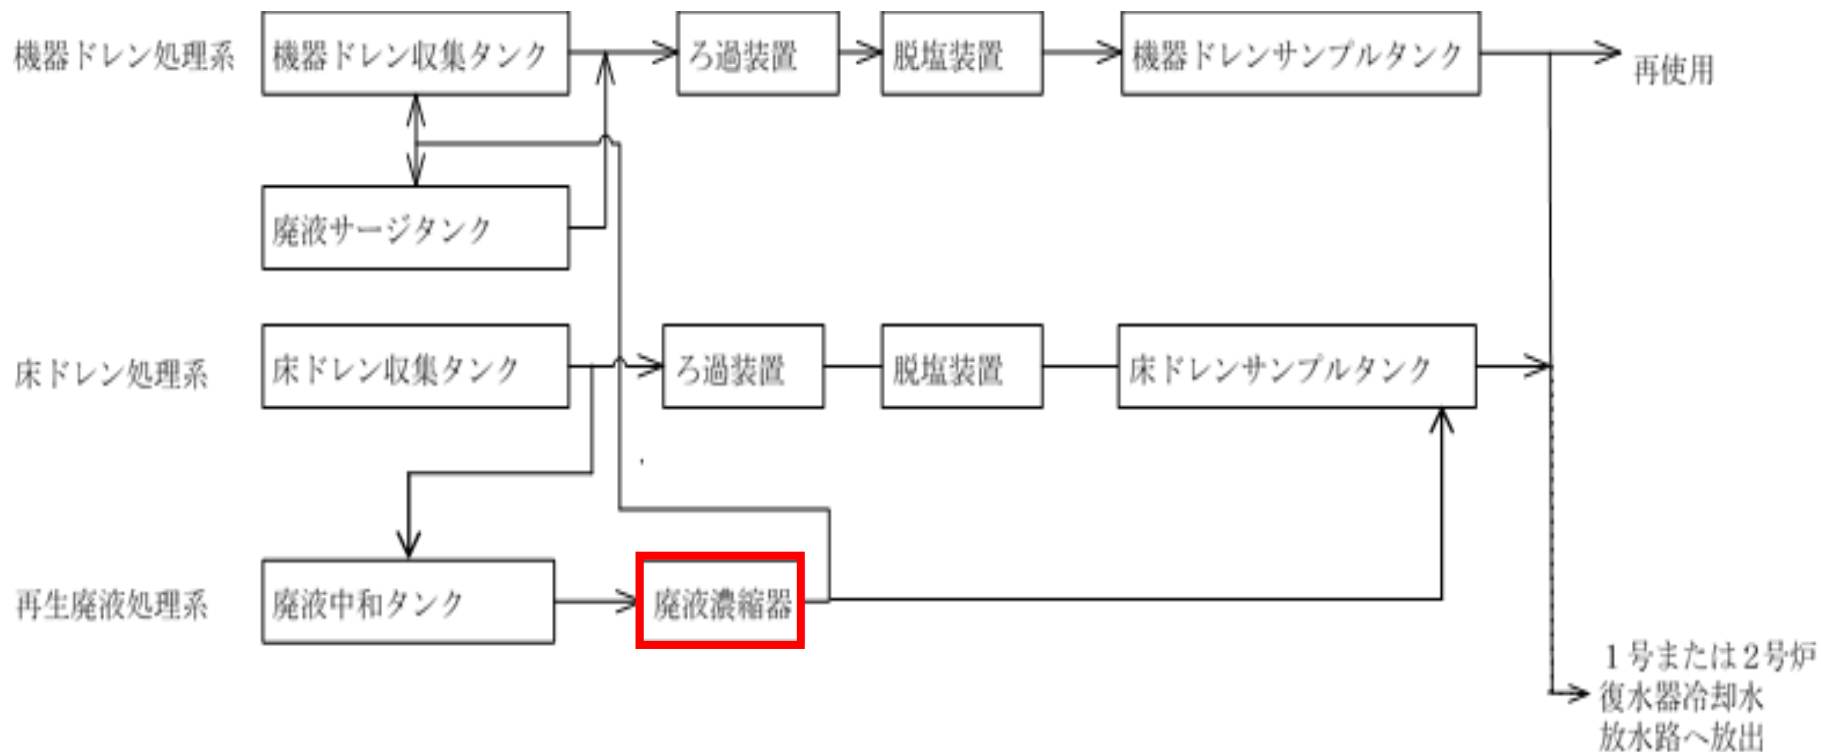 機器ドレン処理系
機器ドレン収集タンク
ろ過装置
脱塩装置
機器ドレンサンプルタンク
再使用
廃液サージタンク
床ドレン処理系
床ドレン収集タンク
ろ過装置
脱塩装置
床ドレンサンプルタンク
再生廃液処理系
廃液中和タンク
廃液濃縮器
1号または2号炉
復水器冷却水
放水路へ放出